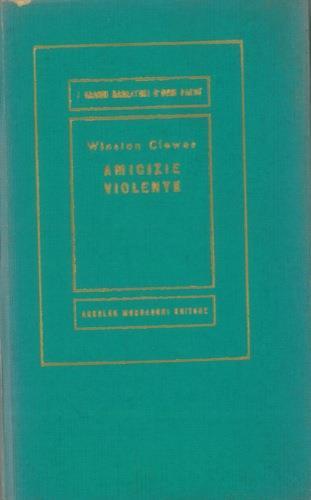 I GRANDI NARRATORI D'OGNI PAESE
Winston Clewes
AMICIZIE
VIOLENTE
ARNOLDO MONDADORI EDITORE